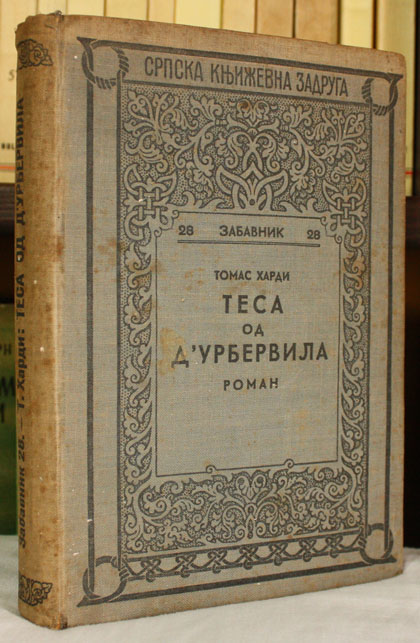 СРПСКА КЊИЖЕВНА ЗАДРУГА
28 ЗАБАВНИК 28
ТОМАС ХАРДИ
ТЕСА
ОД
Д'УРБЕРВИЛА
РОМАН
Забавник 28. – Т. Харди: ТЕСА ОД Д'УРБЕРВИЛА